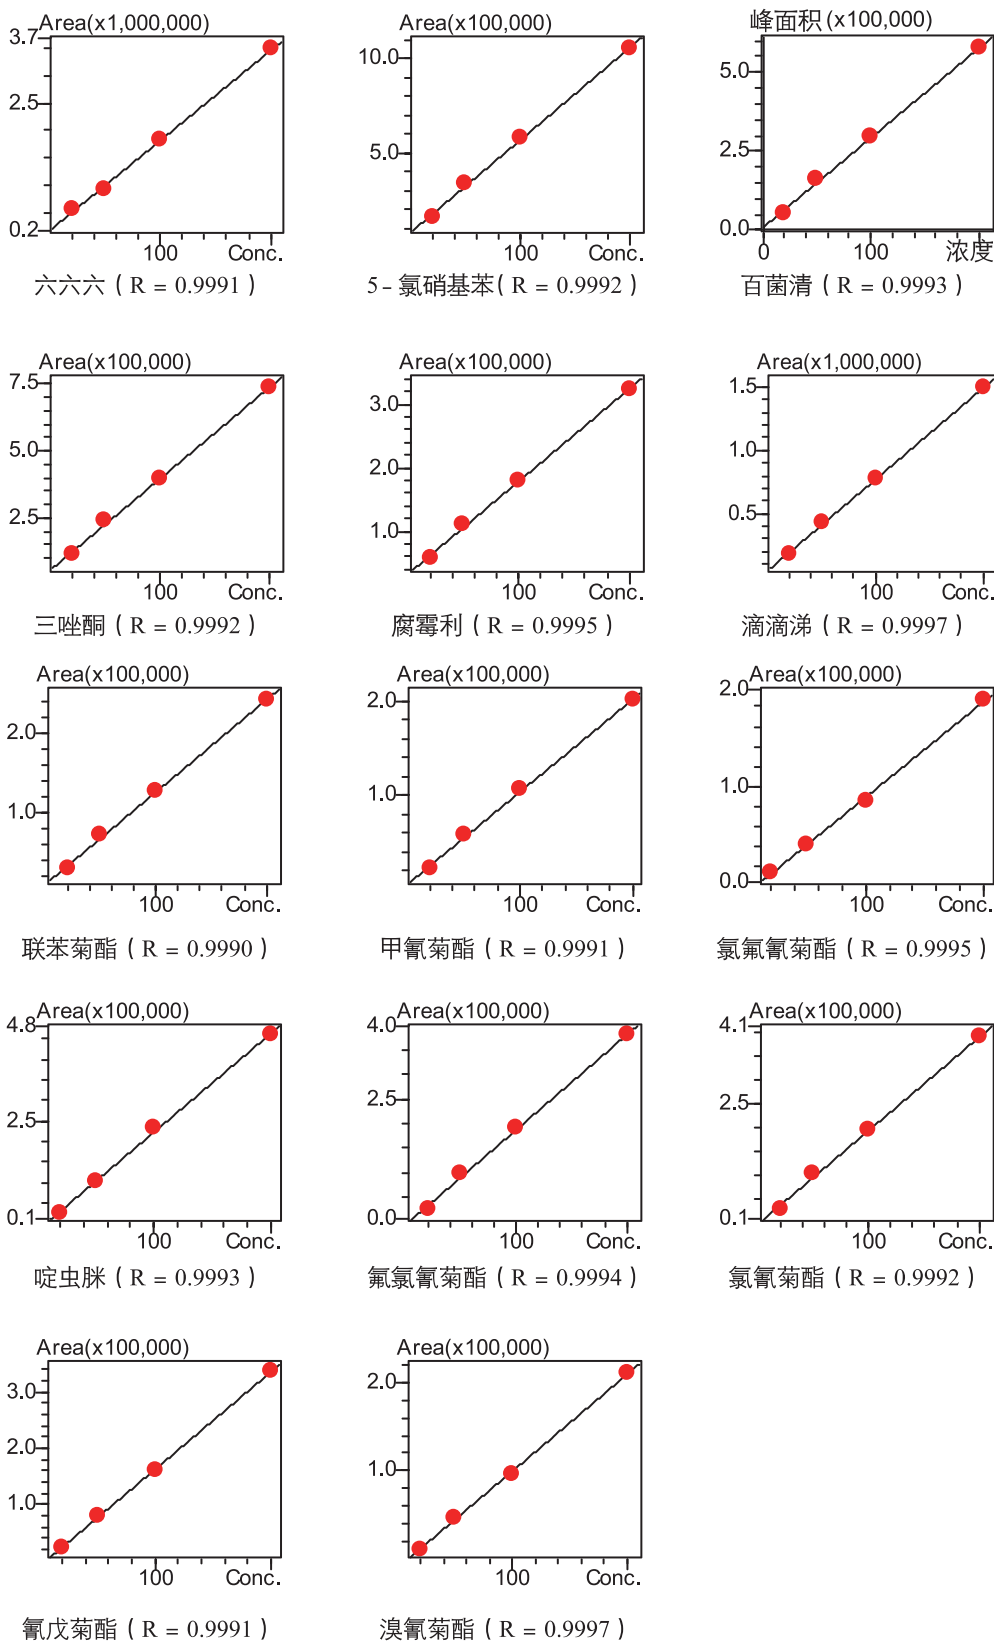 Area(x1,000,000)
3.7
2.5
0.2
100 Conc.
六六六 ( R = 0.9991 )
Area(x100,000)
10.0
5.0
100 Conc.
5-氯硝基苯( R = 0.9992 )
峰面积 (x100,000)
5.0
2.5
0.0
0 100 浓度
百菌清 ( R = 0.9993 )
Area(x100,000)
7.5
5.0
2.5
100 Conc.
三唑酮 ( R = 0.9992 )
Area(x100,000)
3.0
2.0
1.0
100 Conc.
腐霉利 ( R = 0.9995 )
Area(x1,000,000)
1.5
1.0
0.5
100 Conc.
滴滴涕 ( R = 0.9997 )
Area(x100,000)
2.0
1.0
100 Conc.
联苯菊酯 ( R = 0.9990 )
Area(x100,000)
2.0
1.0
100 Conc.
甲氰菊酯 ( R = 0.9991 )
Area(x100,000)
2.0
1.0
0.0
100 Conc.
氯氟氰菊酯 ( R = 0.9995 )
Area(x100,000)
4.8
2.5
0.1
100 Conc.
啶虫脒 ( R = 0.9993 )
Area(x100,000)
4.0
2.5
0.0
100 Conc.
氟氯氰菊酯 ( R = 0.9994 )
Area(x100,000)
4.1
2.5
0.1
100 Conc.
氯氰菊酯 ( R = 0.9992 )
Area(x100,000)
3.0
2.0
1.0
100 Conc.
氰戊菊酯 ( R = 0.9991 )
Area(x100,000)
2.0
1.0
100 Conc.
溴氰菊酯 ( R = 0.9997 )